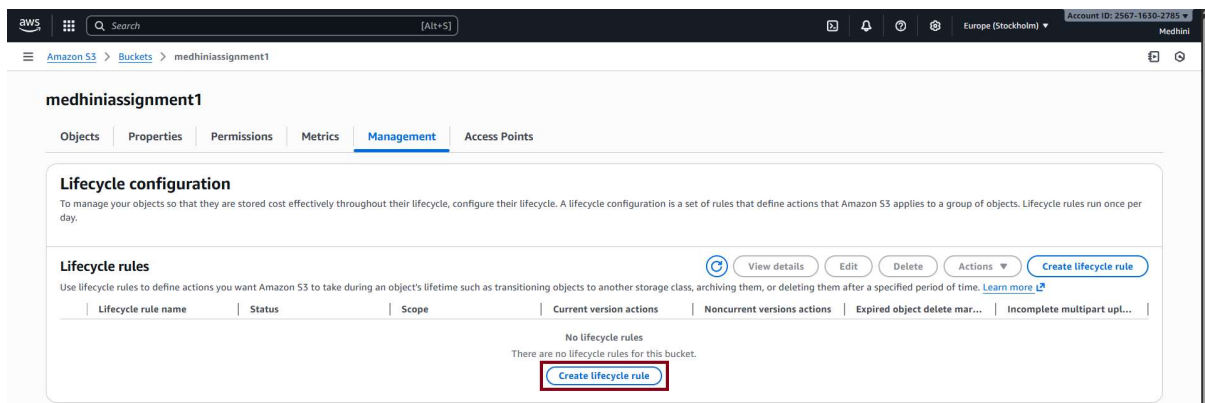 aws Search [Alt+S] Europe (Stockholm) ▼ Account ID: 2567-1630-2785 ▼
Medhini
Amazon S3 > Buckets > medhiniassignment1
medhiniassignment1
Objects Properties Permissions Metrics Management Access Points
Lifecycle configuration
To manage your objects so that they are stored cost effectively throughout their lifecycle, configure their lifecycle. A lifecycle configuration is a set of rules that define actions that Amazon S3 applies to a group of objects. Lifecycle rules run once per
day.
Lifecycle rules View details Edit Delete Actions ▼ Create lifecycle rule
Use lifecycle rules to define actions you want Amazon S3 to take during an object's lifetime such as transitioning objects to another storage class, archiving them, or deleting them after a specified period of time. Learn more
Lifecycle rule name Status Scope Current version actions Noncurrent versions actions Expired object delete mar... Incomplete multipart upl...
No lifecycle rules
There are no lifecycle rules for this bucket.
Create lifecycle rule